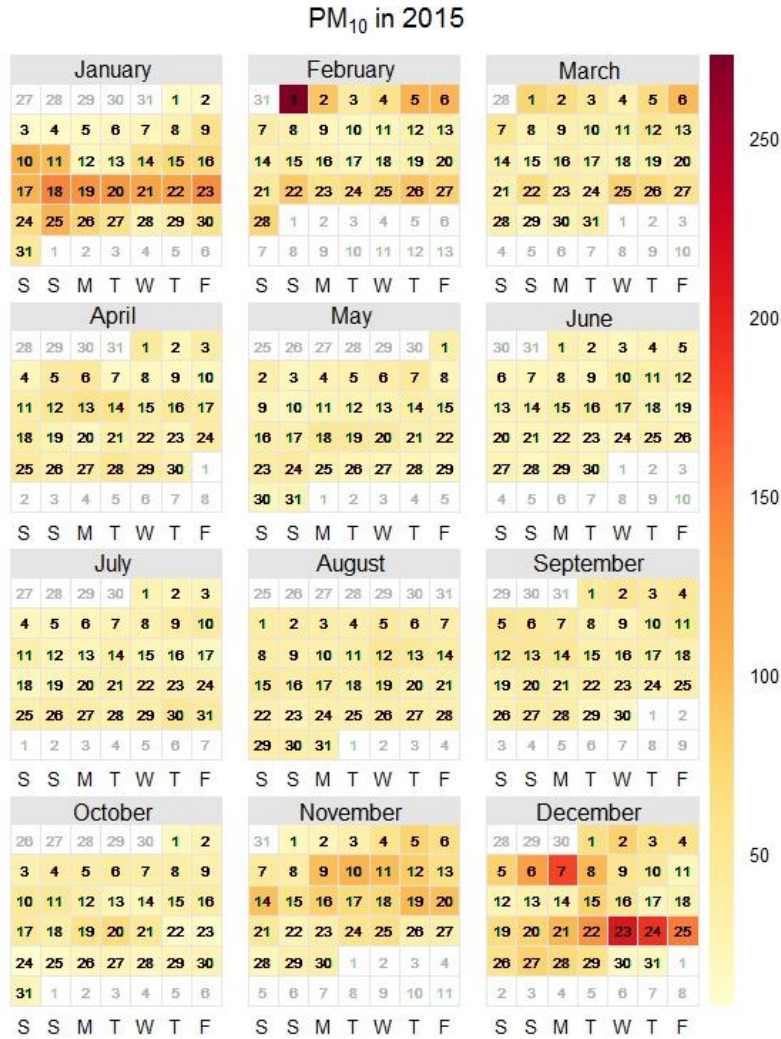 PM₁₀ in 2015
January
27 28 29 30 31 1 2
3 4 5 6 7 8 9
10 11 12 13 14 15 16
17 18 19 20 21 22 23
24 25 26 27 28 29 30
31 1 2 3 4 5 6
S S M T W T F
February
31 1 2 3 4 5 6
7 8 9 10 11 12 13
14 15 16 17 18 19 20
21 22 23 24 25 26 27
28 1 2 3 4 5 6
7 8 9 10 11 12 13
S S M T W T F
March
28 1 2 3 4 5 6
7 8 9 10 11 12 13
14 15 16 17 18 19 20
21 22 23 24 25 26 27
28 29 30 31 1 2 3
4 5 6 7 8 9 10
S S M T W T F
April
28 29 30 31 1 2 3
4 5 6 7 8 9 10
11 12 13 14 15 16 17
18 19 20 21 22 23 24
25 26 27 28 29 30 1
2 3 4 5 6 7 8
S S M T W T F
May
25 26 27 28 29 30 1
2 3 4 5 6 7 8
9 10 11 12 13 14 15
16 17 18 19 20 21 22
23 24 25 26 27 28 29
30 31 1 2 3 4 5
S S M T W T F
June
30 31 1 2 3 4 5
6 7 8 9 10 11 12
13 14 15 16 17 18 19
20 21 22 23 24 25 26
27 28 29 30 1 2 3
4 5 6 7 8 9 10
S S M T W T F
July
27 28 29 30 1 2 3
4 5 6 7 8 9 10
11 12 13 14 15 16 17
18 19 20 21 22 23 24
25 26 27 28 29 30 31
1 2 3 4 5 6 7
S S M T W T F
August
25 26 27 28 29 30 31
1 2 3 4 5 6 7
8 9 10 11 12 13 14
15 16 17 18 19 20 21
22 23 24 25 26 27 28
29 30 31 1 2 3 4
S S M T W T F
September
29 30 31 1 2 3 4
5 6 7 8 9 10 11
12 13 14 15 16 17 18
19 20 21 22 23 24 25
26 27 28 29 30 1 2
3 4 5 6 7 8 9
S S M T W T F
October
26 27 28 29 30 1 2
3 4 5 6 7 8 9
10 11 12 13 14 15 16
17 18 19 20 21 22 23
24 25 26 27 28 29 30
31 1 2 3 4 5 6
S S M T W T F
November
31 1 2 3 4 5 6
7 8 9 10 11 12 13
14 15 16 17 18 19 20
21 22 23 24 25 26 27
28 29 30 1 2 3 4
5 6 7 8 9 10 11
S S M T W T F
December
28 29 30 1 2 3 4
5 6 7 8 9 10 11
12 13 14 15 16 17 18
19 20 21 22 23 24 25
26 27 28 29 30 31 1
2 3 4 5 6 7 8
S S M T W T F
250
200
150
100
50